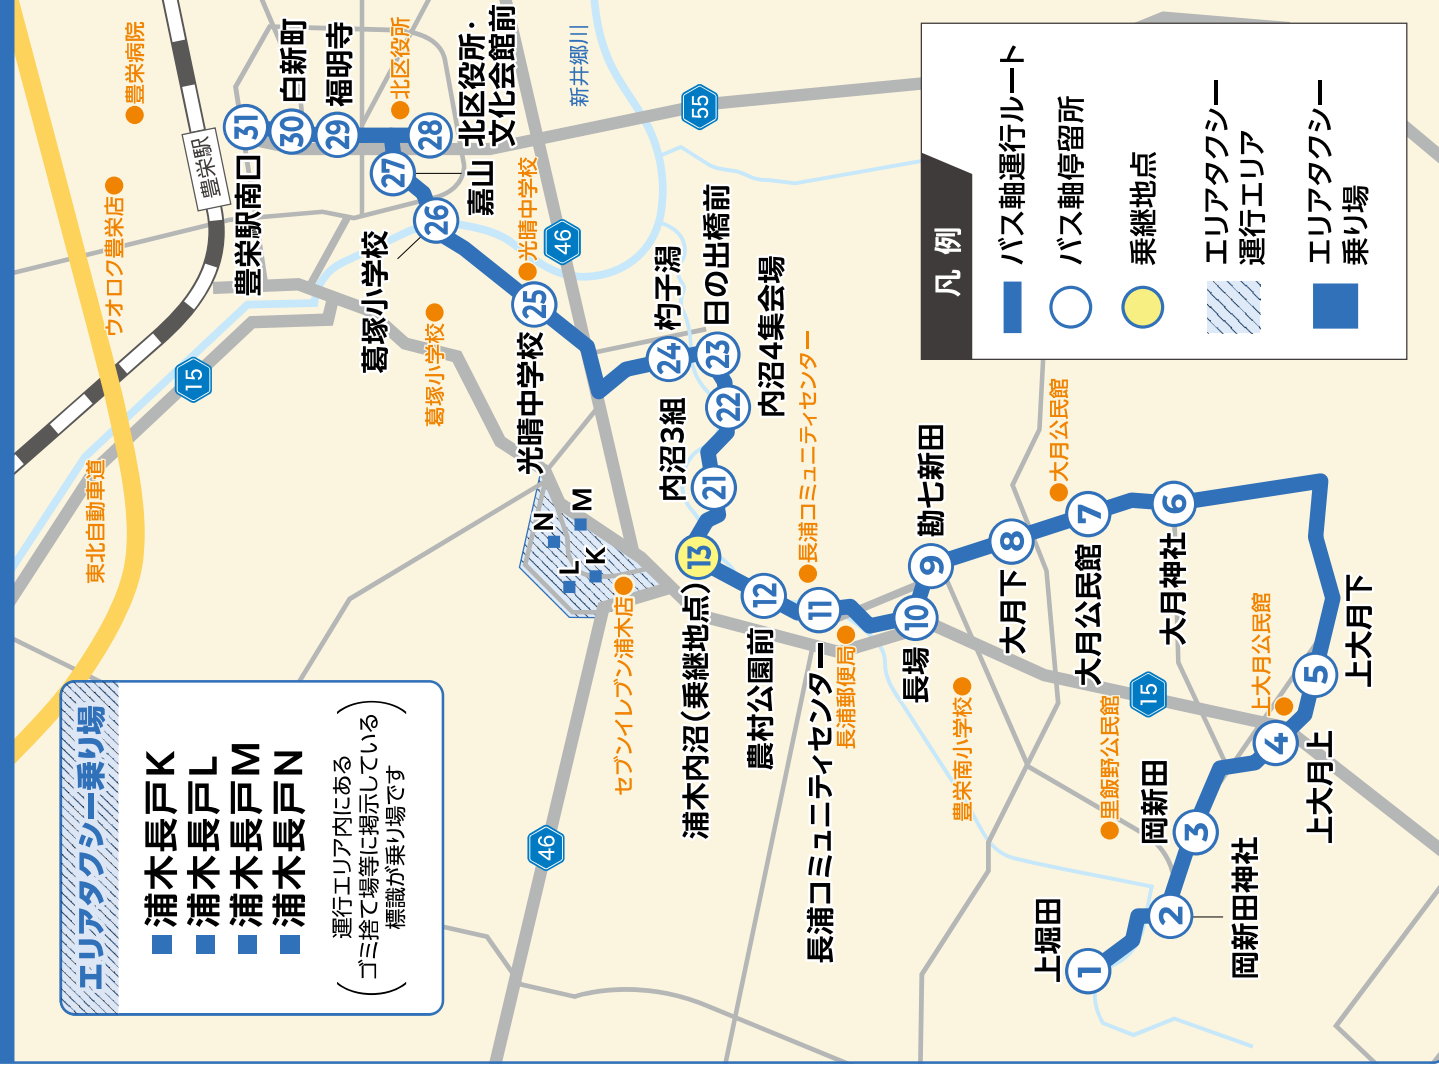 エリアタクシー乗り場
浦木長戸K
浦木長戸L
浦木長戸M
浦木長戸N
(運行エリア内にある
ゴミ捨て場等に掲示している
標識が乗り場です)
凡 例
バス軸運行ルート
バス軸停留所
乗継地点
エリアタクシー
運行エリア
エリアタクシー
乗り場
1
上堀田
2
岡新田神社
3
岡新田
4
上大月上
5
上大月下
6
大月神社
7
大月公民館
8
大月下
9
勘七新田
10
長場
11
長浦コミュニティセンター
12
農村公園前
13
浦木内沼(乗継地点)
21
内沼3組
22
内沼4集会場
23
日の出橋前
24
杓子潟
25
光晴中学校
26
葛塚小学校
27
嘉山
28
北区役所・
文化会館前
29
福明寺
30
白新町
31
豊栄駅南口
豊栄駅
豊栄病院
ウオロク豊栄店
北区役所
光晴中学校
葛塚小学校
東北自動車道
新井郷川
セブンイレブン浦木店
長浦コミュニティセンター
長浦郵便局
豊栄南小学校
大月公民館
上大月公民館
里飯野公民館
N
M
L
K
15
15
46
46
55